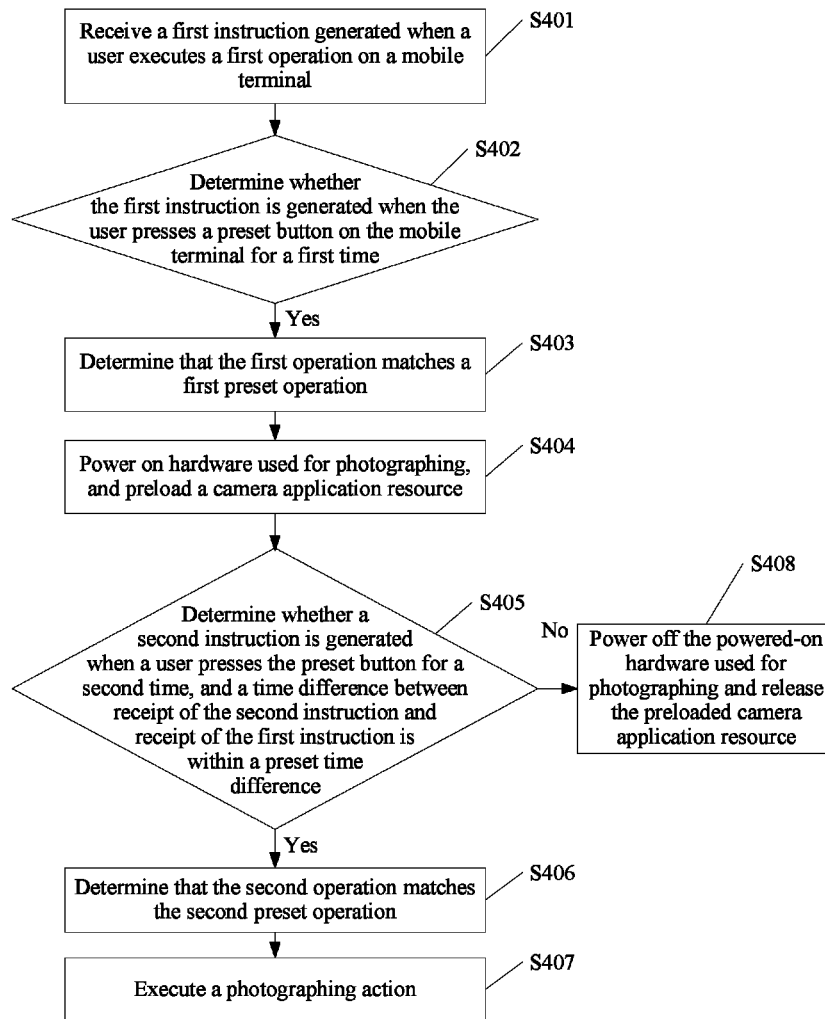 Receive a first instruction generated when a
user executes a first operation on a mobile
terminal
S401
S402
Determine whether
the first instruction is generated when the
user presses a preset button on the mobile
terminal for a first time
Yes
Determine that the first operation matches a
first preset operation
S403
Power on hardware used for photographing,
and preload a camera application resource
S404
S405
Determine whether a
second instruction is generated
when a user presses the preset button for a
second time, and a time difference between
receipt of the second instruction and
receipt of the first instruction is
within a preset time
difference
No
S408
Power off the powered-on
hardware used for
photographing and release
the preloaded camera
application resource
Yes
Determine that the second operation matches
the second preset operation
S406
Execute a photographing action
S407